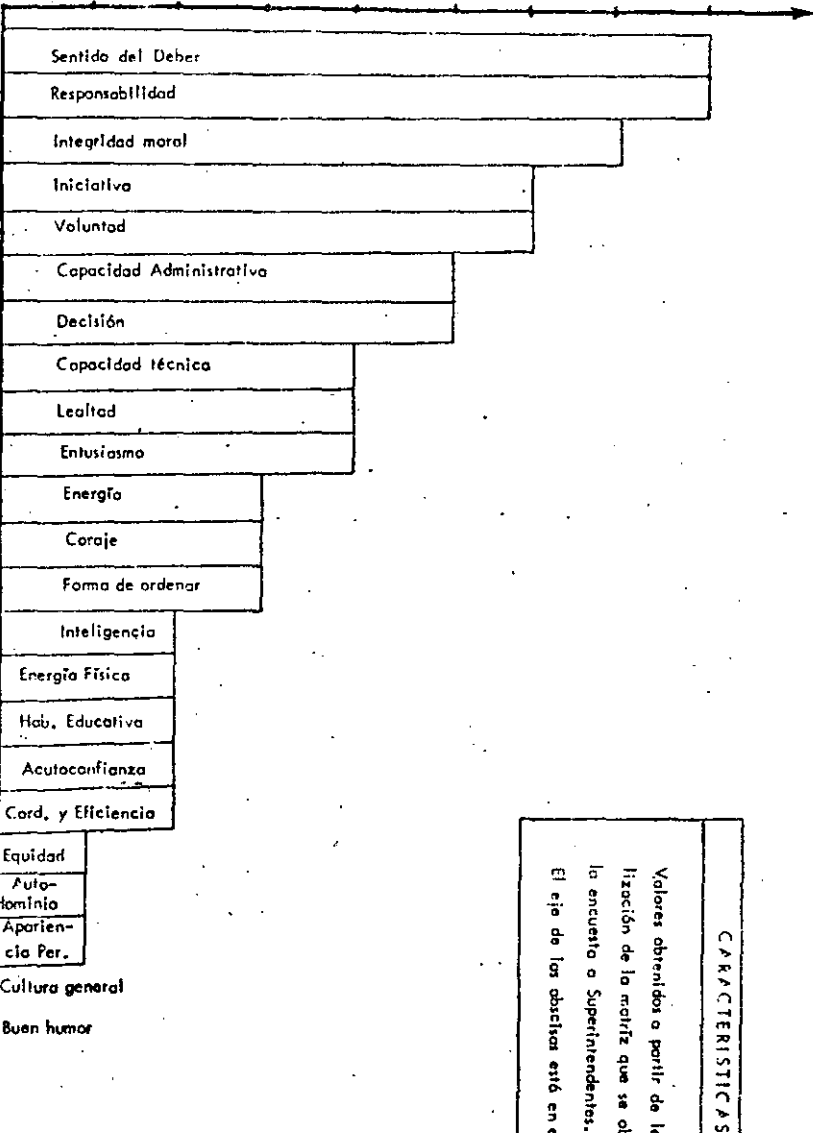 Sentido del Deber
Responsabilidad
Integridad moral
Iniciativa
Voluntad
Capacidad Administrativa
Decisión
Capacidad técnica
Lealtad
Entusiasmo
Energía
Coraje
Forma de ordenar
Inteligencia
Energía Física
Hab. Educativa
Acutoconfianza
Cord. y Eficiencia
Equidad
Auto-
dominio
Aparien-
cia Per.
Cultura general
Buen humor
CARACTERISTICAS
Valores obtenidos a partir de
lización de la matríz que se
la encuesta a Superintendentes.
El eje de las abscisas está en